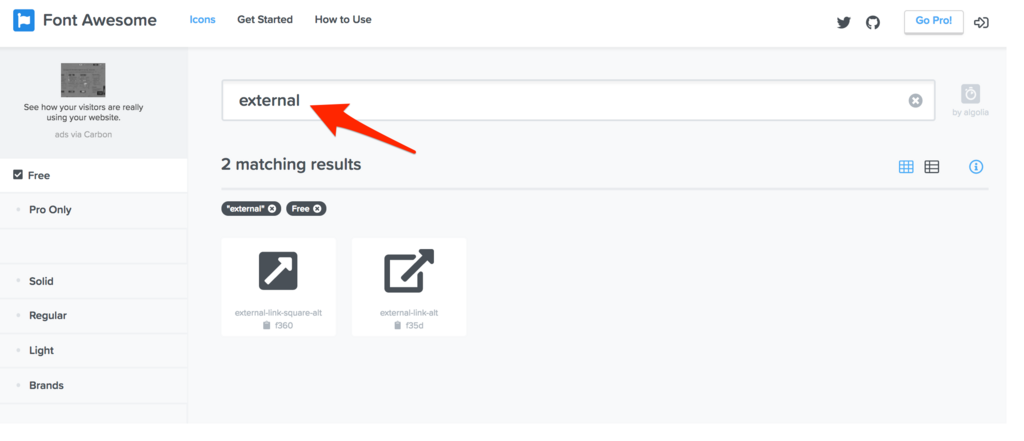 Font Awesome
Icons
Get Started
How to Use
Go Pro!
See how your visitors are really
using your website.
ads via Carbon
external
by algolia
2 matching results
"external"
Free
Free
Pro Only
Solid
Regular
Light
Brands
external-link-square-alt
f360
external-link-alt
f35d